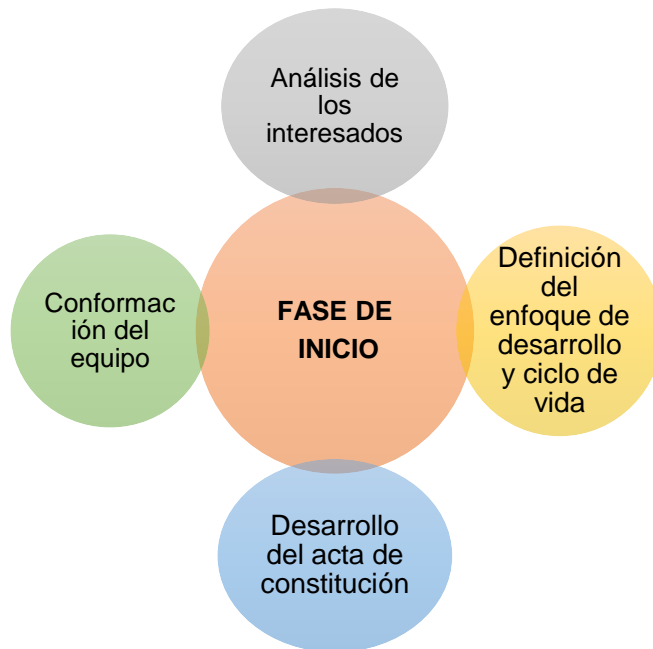 Análisis de
los
interesados
Conformac
ión del
equipo
FASE DE
INICIO
Definición
del
enfoque de
desarrollo
y ciclo de
vida
Desarrollo
del acta de
constitución